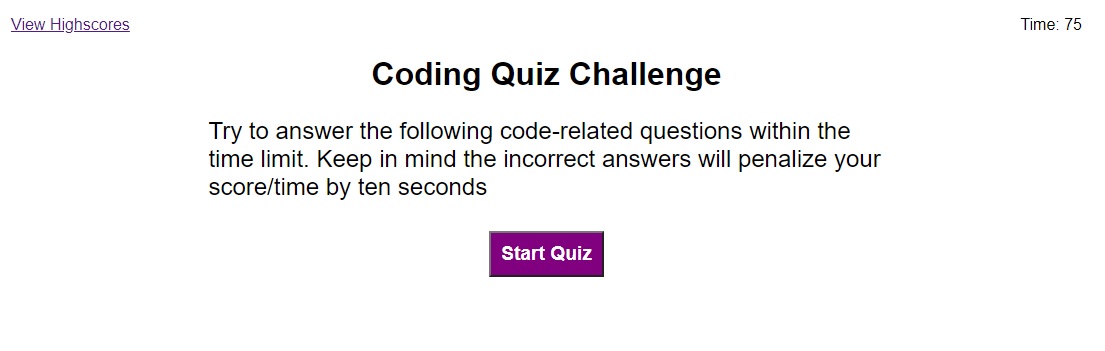 View Highscores
Time: 75
Coding Quiz Challenge
Try to answer the following code-related questions within the
time limit. Keep in mind the incorrect answers will penalize your
score/time by ten seconds
Start Quiz